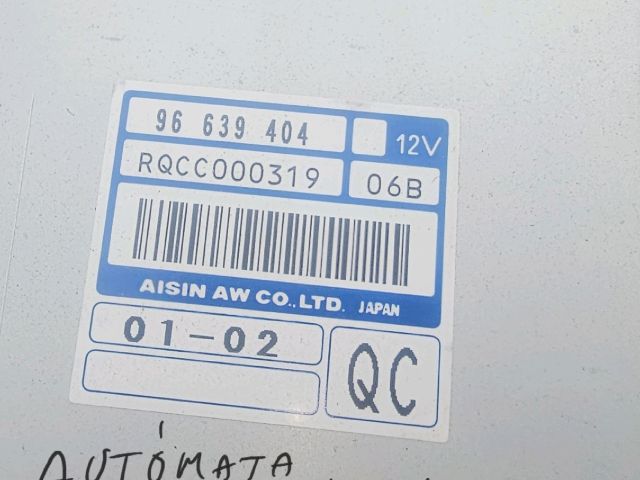 96 639 404
12V
RQCC000319
06B
AISIN AW CO.,LTD. JAPAN
01-02
QC
AUTÓMATA